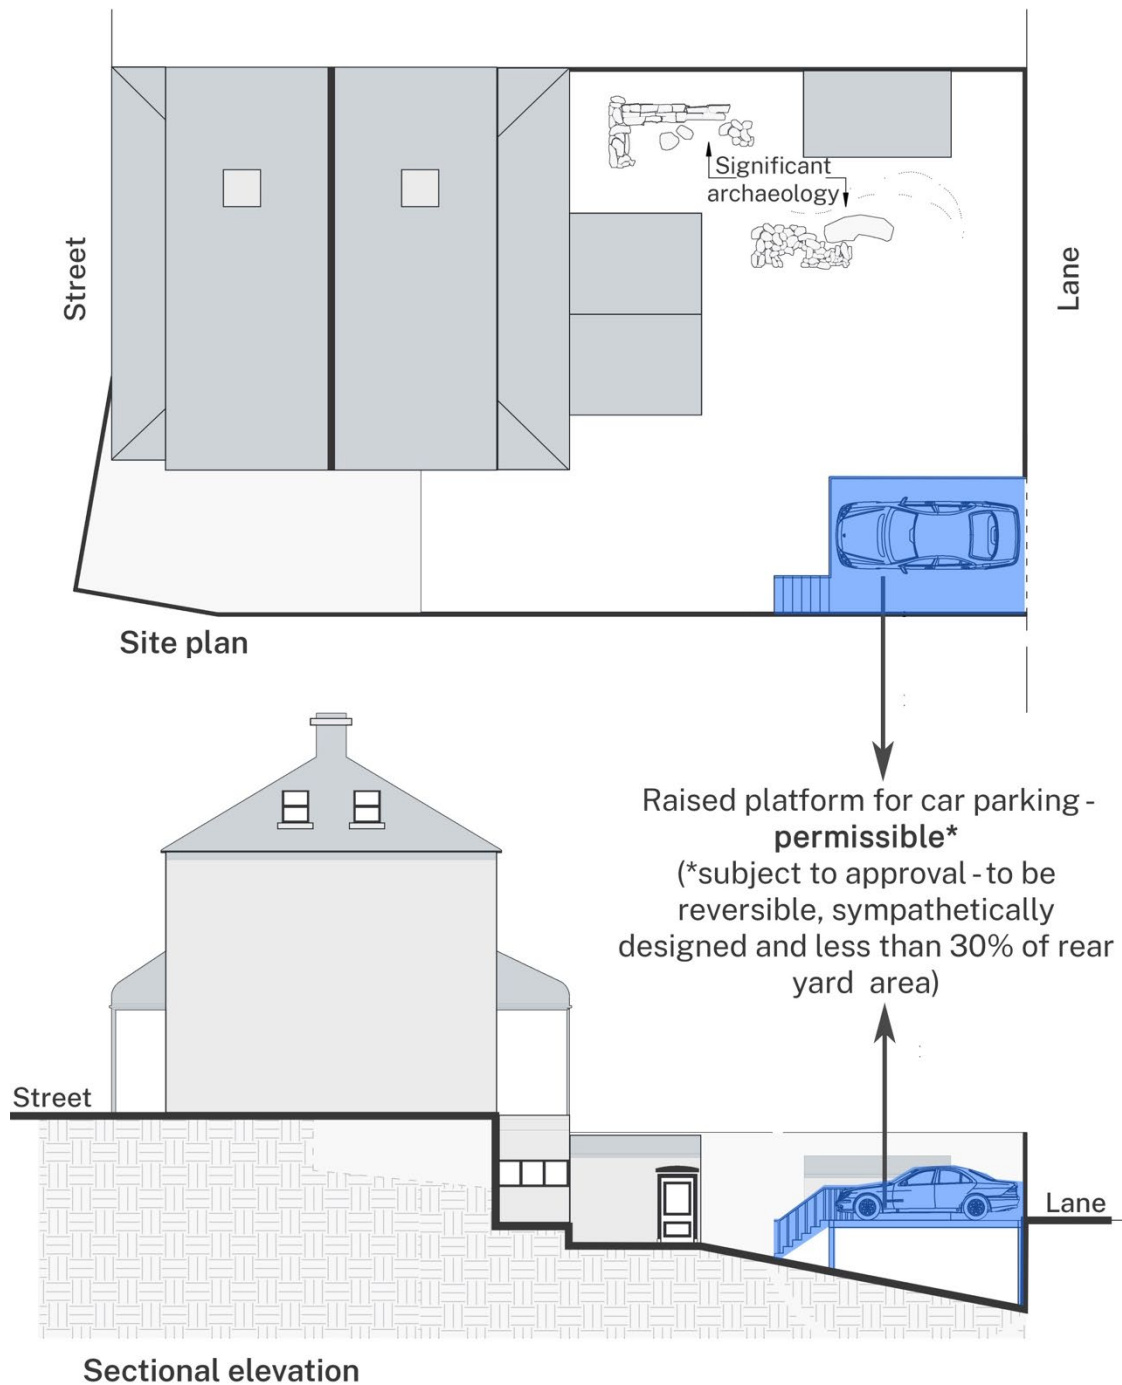 Significant
archaeology
Street
Lane
Site plan
Raised platform for car parking -
permissible*
(*subject to approval - to be
reversible, sympathetically
designed and less than 30% of rear
yard area)
Street
Lane
Sectional elevation